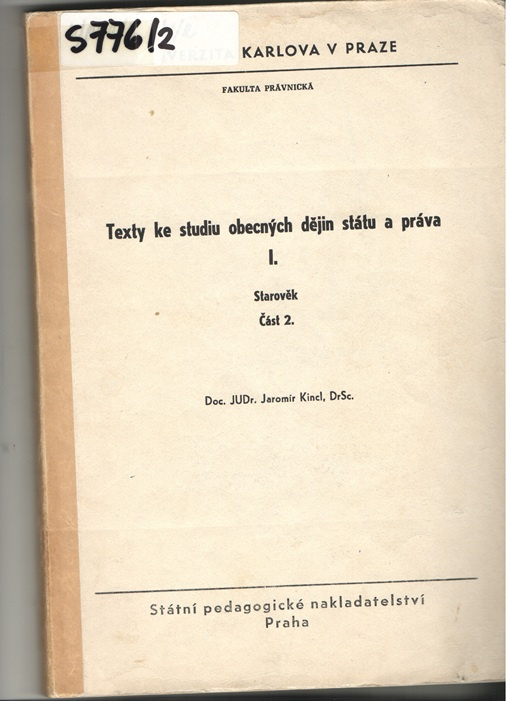 S776/2
KARLOVA V PRAZE
FAKULTA PRÁVNICKÁ
Texty ke studiu obecných dějin státu a práva
I.
Starověk
Část 2.
Doc. JUDr. Jaromír Kincl, DrSc.
Státní pedagogické nakladatelství
Praha